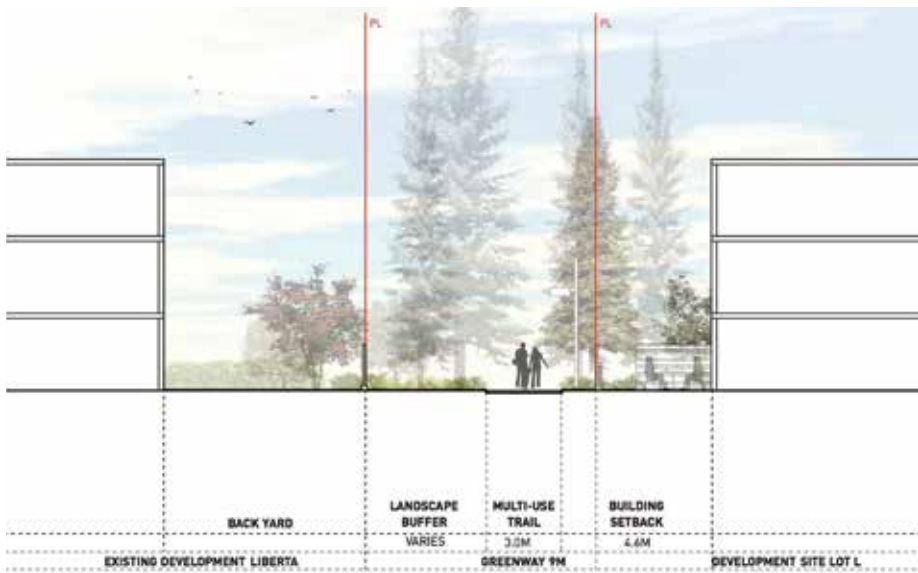 PL
PL
BACK YARD
LANDSCAPE
BUFFER
VARIES
MULTI-USE
TRAIL
3.0M
BUILDING
SETBACK
4.6M
EXISTING DEVELOPMENT LIBERTA
GREENWAY 9M
DEVELOPMENT SITE LOT L